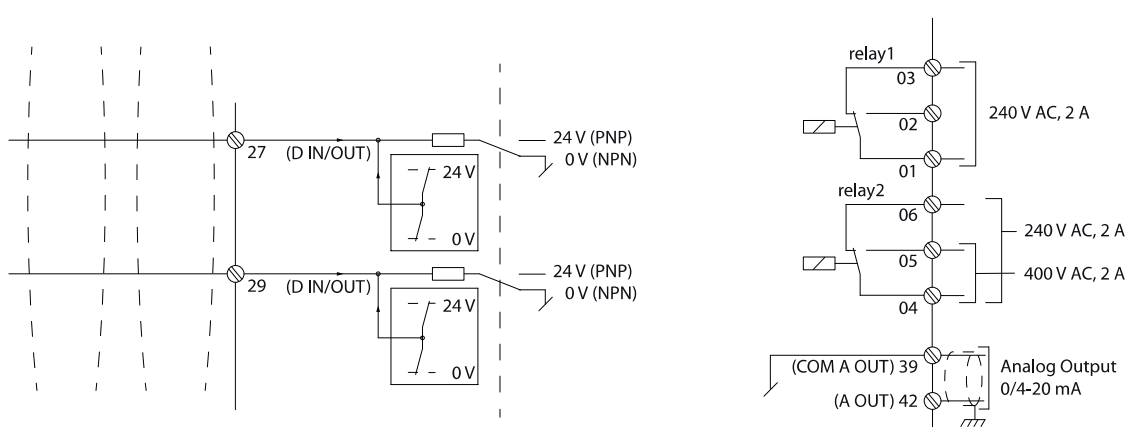 27
(D IN/OUT)
24 V (PNP)
0 V (NPN)
24 V
0 V
29
(D IN/OUT)
24 V (PNP)
0 V (NPN)
24 V
0 V
relay1
03
02
240 V AC, 2 A
01
relay2
06
240 V AC, 2 A
05
400 V AC, 2 A
04
(COM A OUT) 39
Analog Output
0/4-20 mA
(A OUT) 42